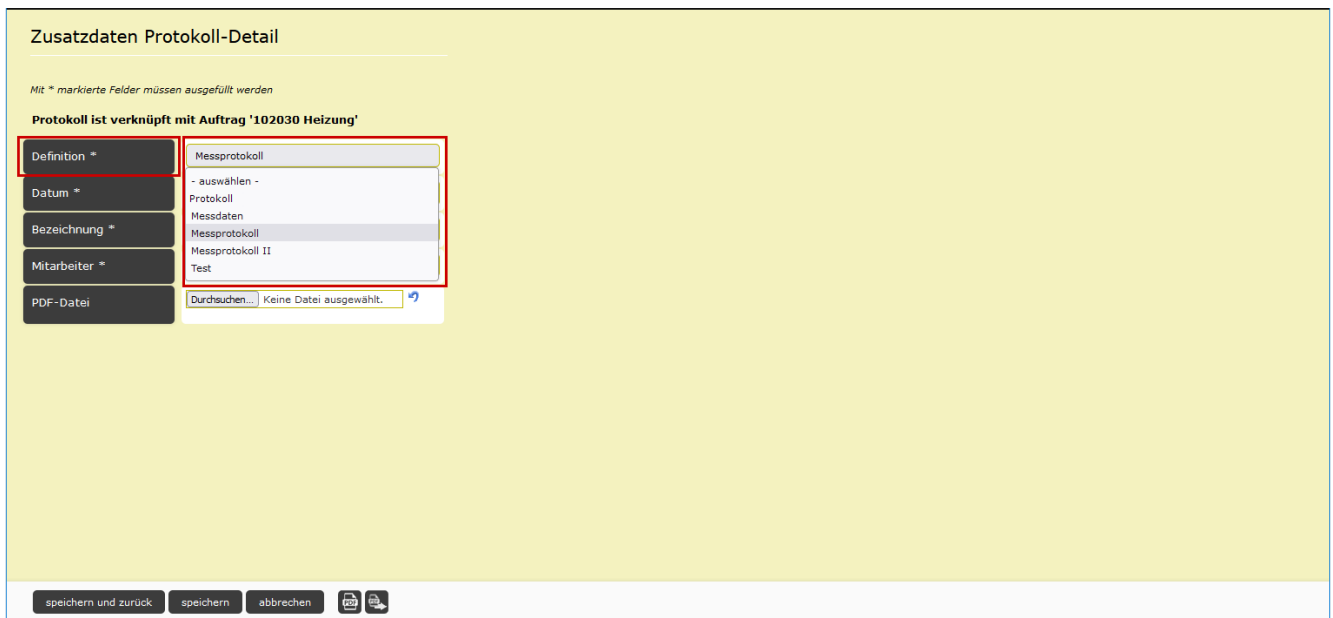 Zusatzdaten Protokoll-Detail
Mit * markierte Felder müssen ausgefüllt werden
Protokoll ist verknüpft mit Auftrag '102030 Heizung'
Definition *
Messprotokoll
- auswählen -
Protokoll
Messdaten
Messprotokoll
Messprotokoll II
Test
Datum *
Bezeichnung *
Mitarbeiter *
PDF-Datei
Durchsuchen... Keine Datei ausgewählt.
speichern und zurück speichern abbrechen PDF